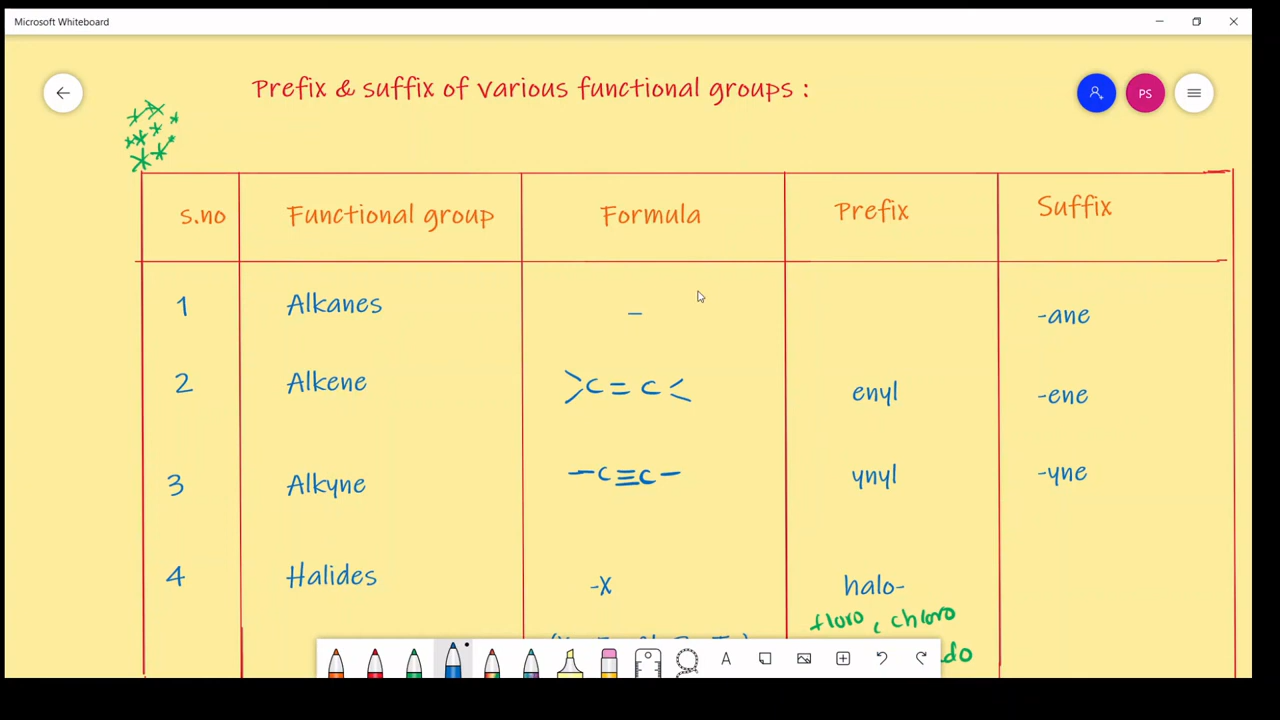 Microsoft Whiteboard
Prefix & suffix of various functional groups :
PS
s.no Functional group Formula Prefix Suffix
1 Alkanes - -ane
2 Alkene >C = C< enyl -ene
3 Alkyne -C≡C- ynyl -yne
4 Halides -X halo-
floro, chloro
do
A